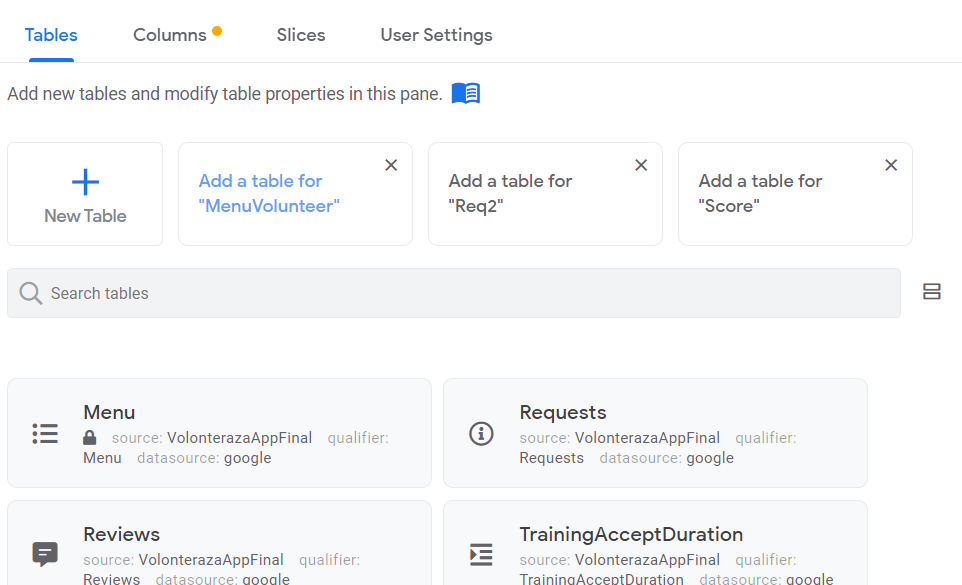 Tables Columns Slices User Settings
Add new tables and modify table properties in this pane.
New Table
Add a table for
"MenuVolunteer"
Add a table for
"Req2"
Add a table for
"Score"
Search tables
Menu
source: VolonterazaAppFinal qualifier:
Menu datasource: google
Requests
source: VolonterazaAppFinal qualifier:
Requests datasource: google
Reviews
source: VolonterazaAppFinal qualifier:
Reviews datasource: google
TrainingAcceptDuration
source: VolonterazaAppFinal qualifier:
TrainingAcceptDuration datasource: google